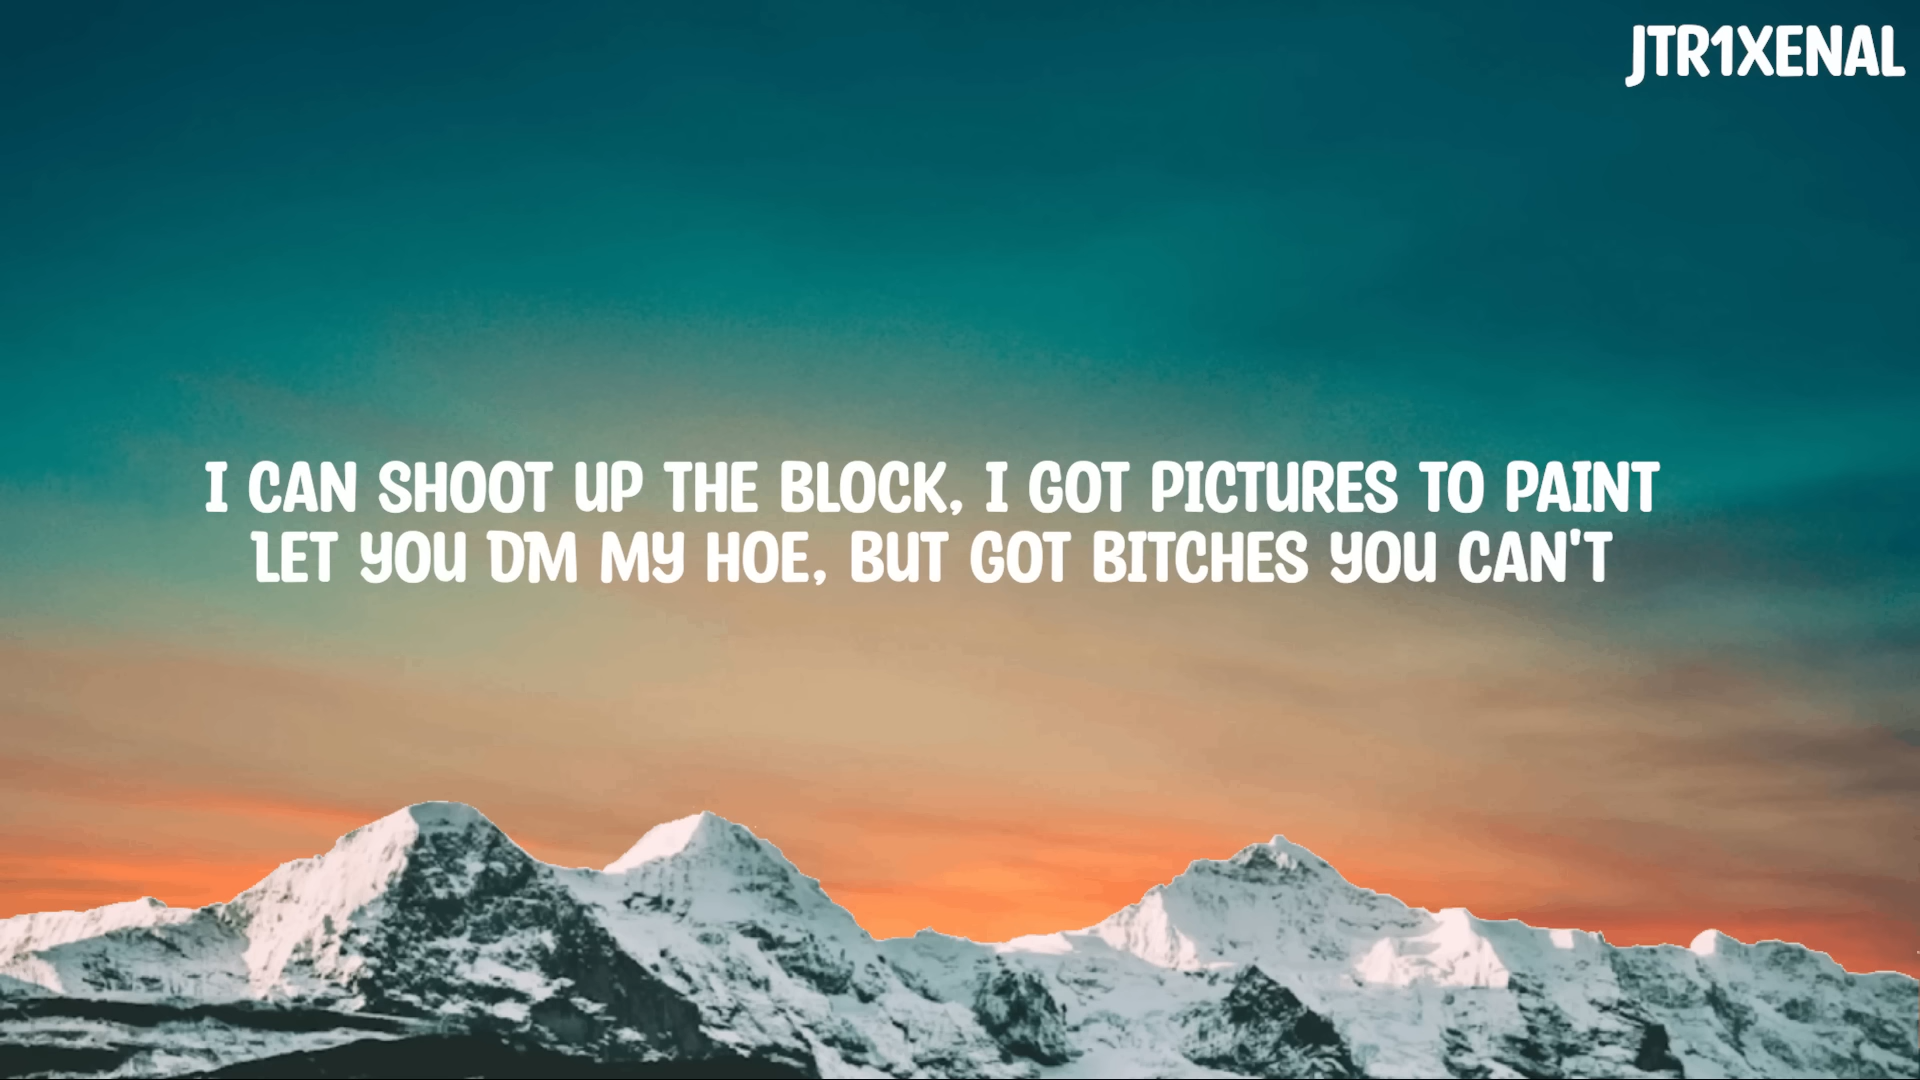 JTR1XENAL
I CAN SHOOT UP THE BLOCK, I GOT PICTURES TO PAINT
LET YOU DM MY HOE, BUT GOT BITCHES YOU CAN'T